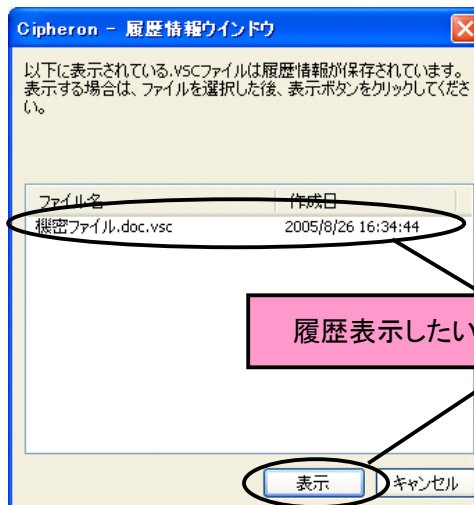 Cipheron - 履歴情報ウインドウ
以下に表示されている.vscファイルは履歴情報が保存されています。
表示する場合は、ファイルを選択した後、表示ボタンをクリックしてくださ
い。
ファイル名 作成日
機密ファイル.doc.vsc 2005/8/26 16:34:44
履歴表示したい
表示 キャンセル